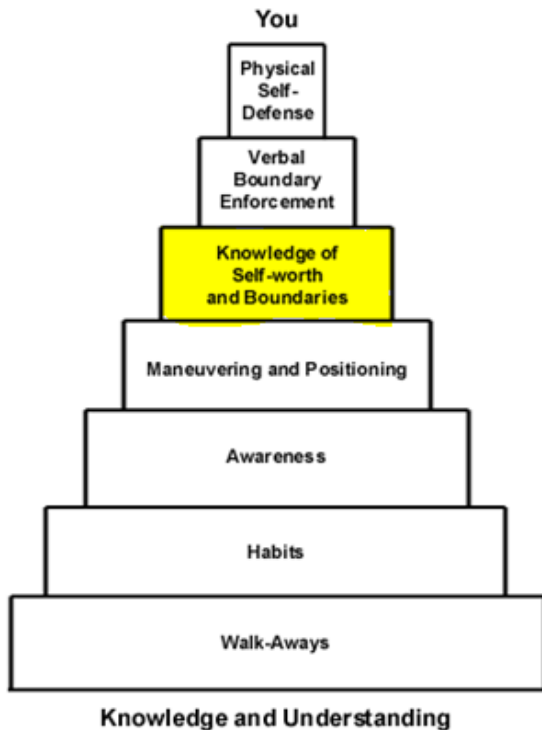 You
Physical
Self-
Defense
Verbal
Boundary
Enforcement
Knowledge of
Self-worth
and Boundaries
Maneuvering and Positioning
Awareness
Habits
Walk-Aways
Knowledge and Understanding